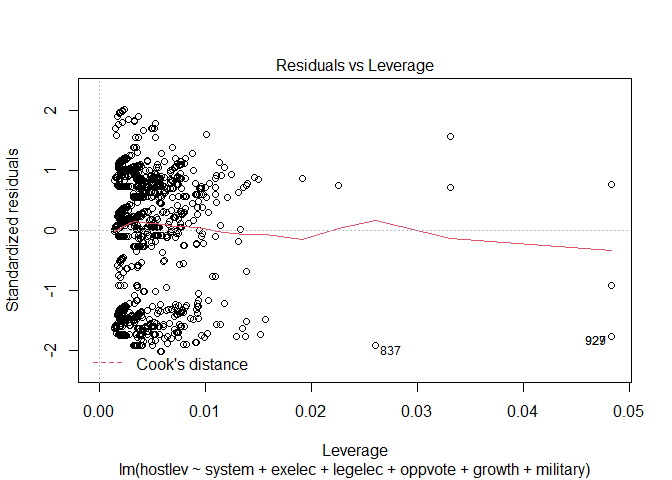 Residuals vs Leverage
Standardized residuals
2
1
0
-1
-2
837
Cook's distance
0.00 0.01 0.02 0.03 0.04 0.05
Leverage
lm(hostlev ~ system + exelec + legelec + oppvote + growth + military)